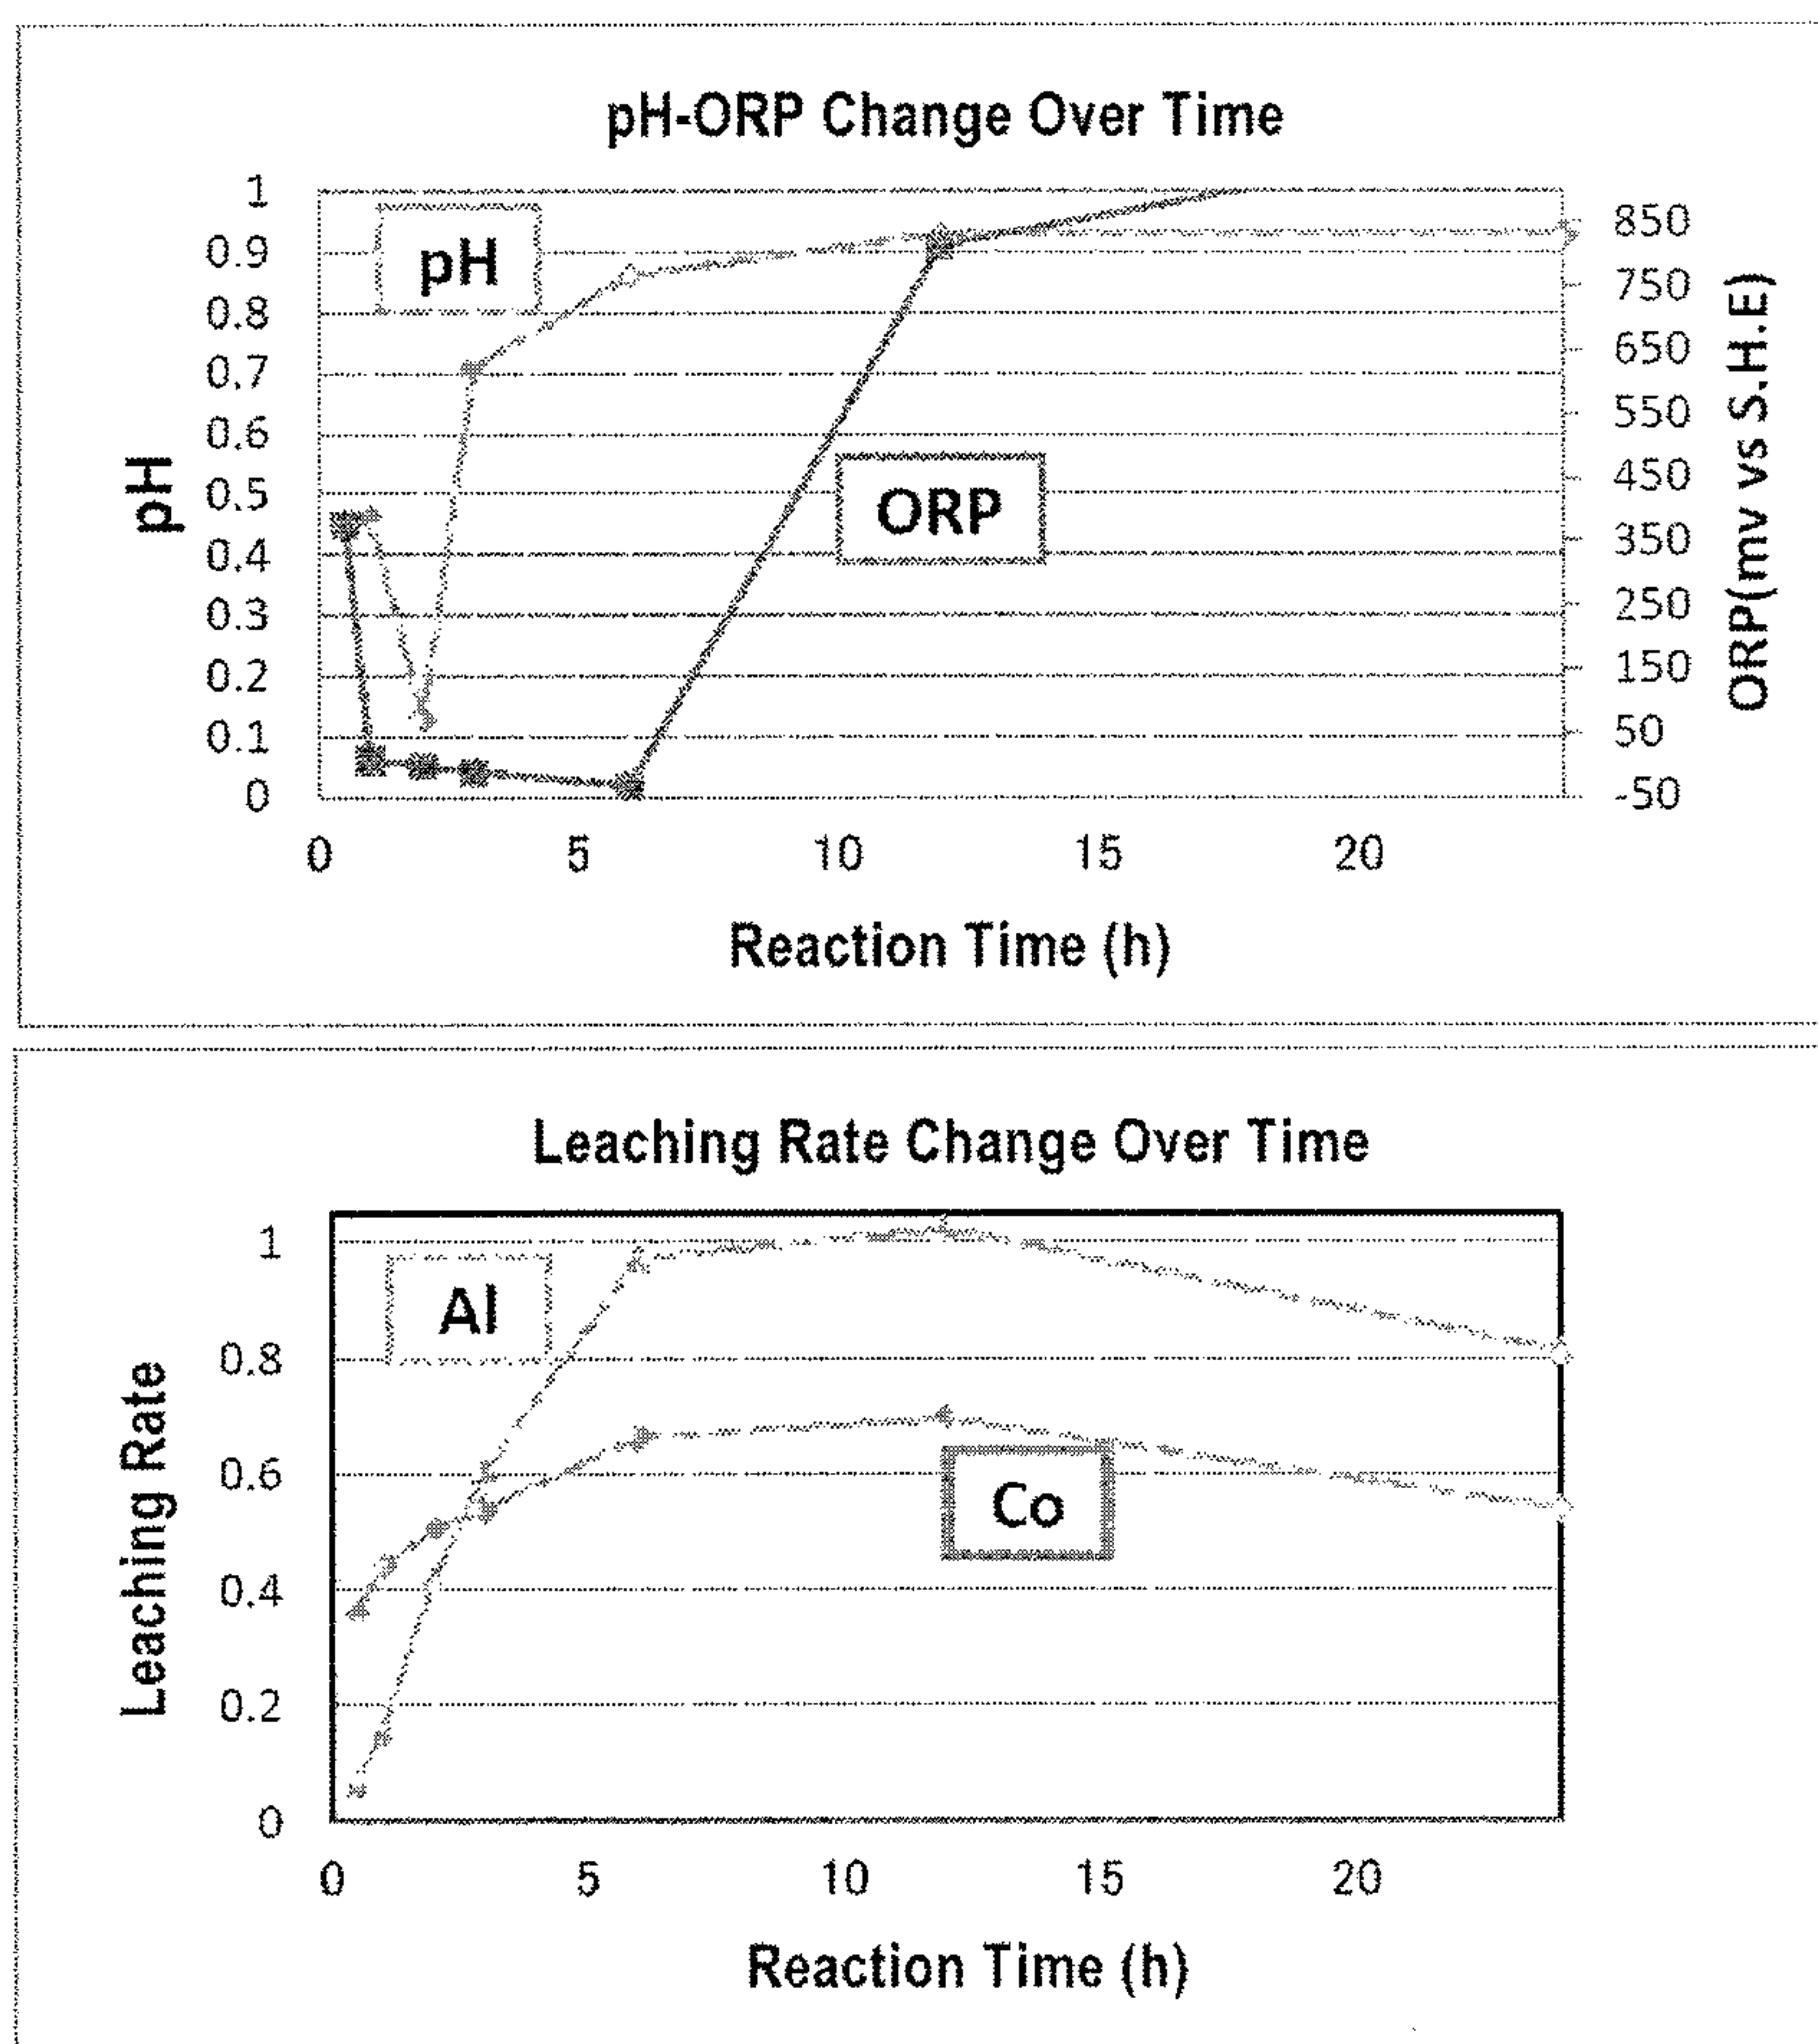 pH-ORP Change Over Time
1
0.9
0.8
0.7
0.6
0.5
0.4
0.3
0.2
0.1
0
pH
pH
ORP
850
750
650
550
450
350
250
150
50
-50
ORP(mv vs S.H.E)
0 5 10 15 20
Reaction Time (h)
Leaching Rate Change Over Time
1
0.8
0.6
0.4
0.2
0
Leaching Rate
Al
Co
0 5 10 15 20
Reaction Time (h)